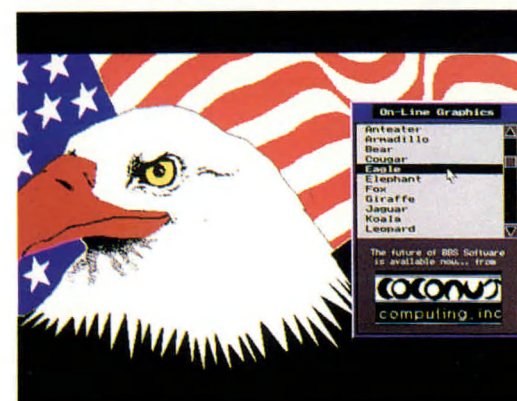 On-Line Graphics
Anteater
Armadillo
Bear
Cougar
Eagle
Elephant
Fox
Giraffe
Jaguar
Koala
Leopard
The future of BBS Software
is available now... from
coconut
computing, inc